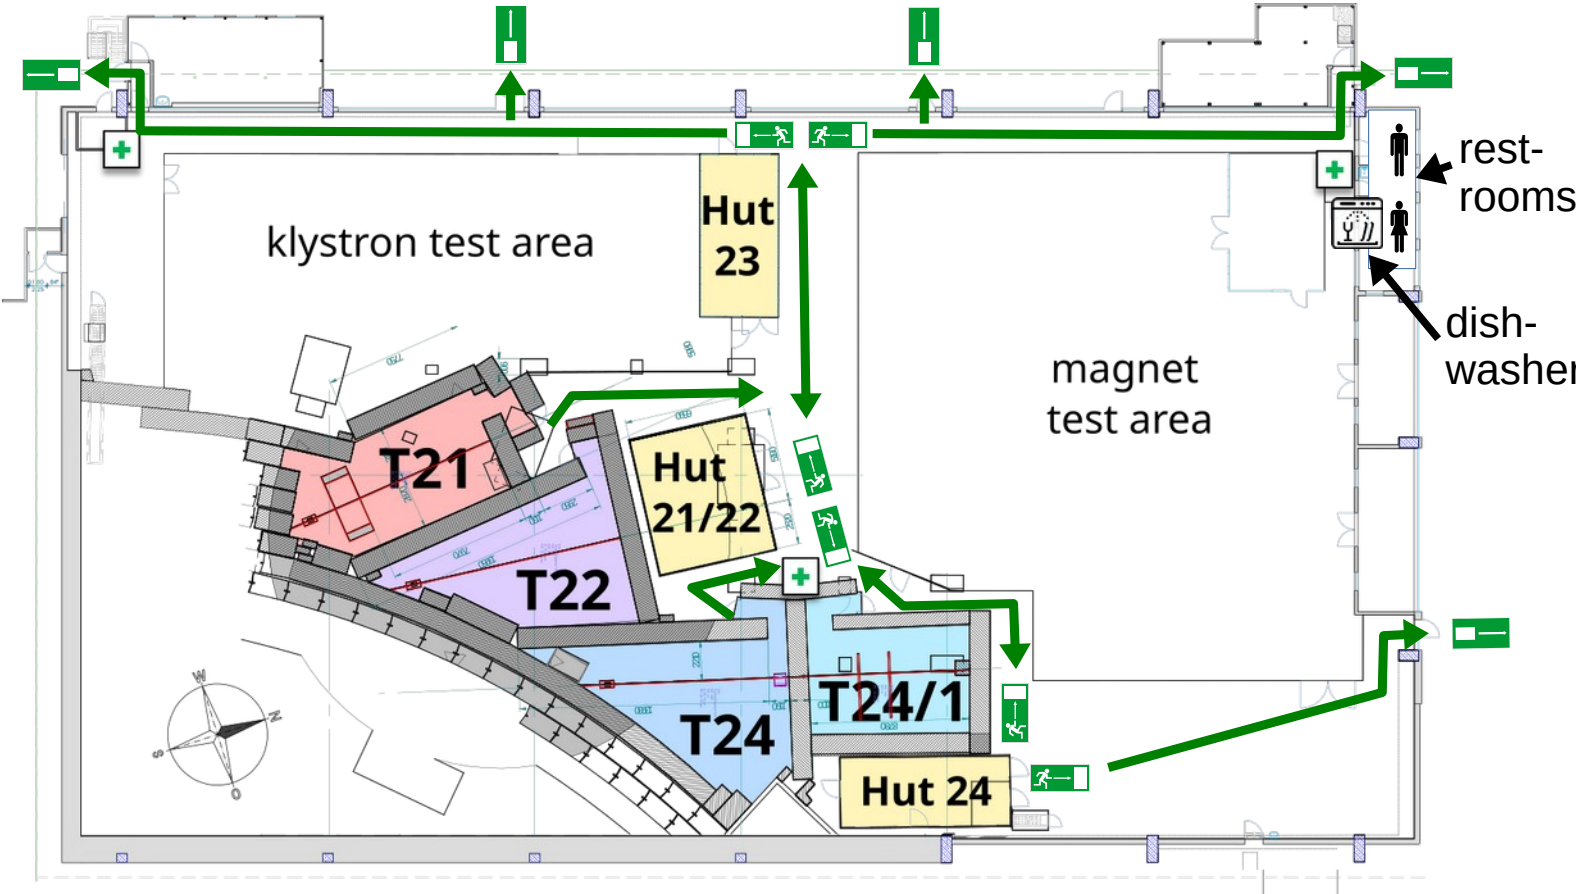 rest-
rooms
Hut
23
klystron test area
dish-
washer
magnet
test area
T21
Hut
21/22
T22
T24/1
T24
Hut 24
W
N
S
O